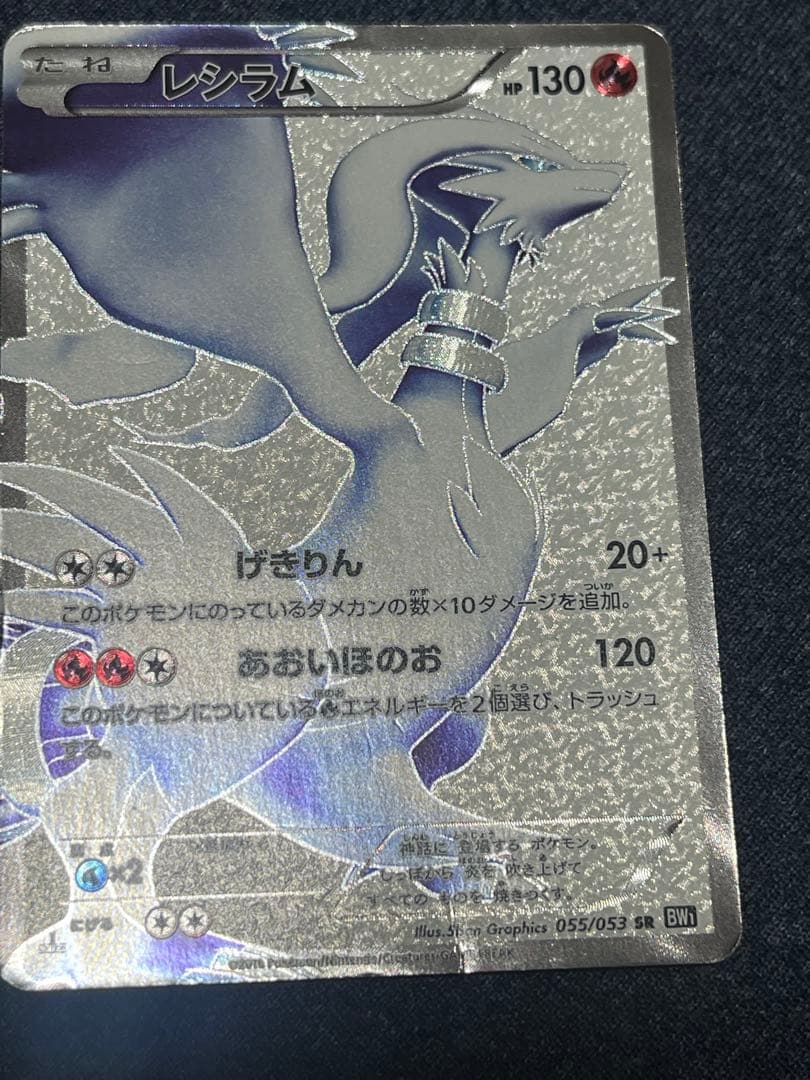 たね レシラム HP130
げきりん 20+
このポケモンにのっているダメカンの数×10ダメージを追加。
あおいほのお 120
このポケモンについている エネルギーを2個選び、トラッシュ
する。
×2
神話に 登場する ポケモン。
しっぽから 炎を 吹き上げて
すべての ものを 焼きつくす。
にげる
Illus.5ban Graphics 055/053 SR BW1